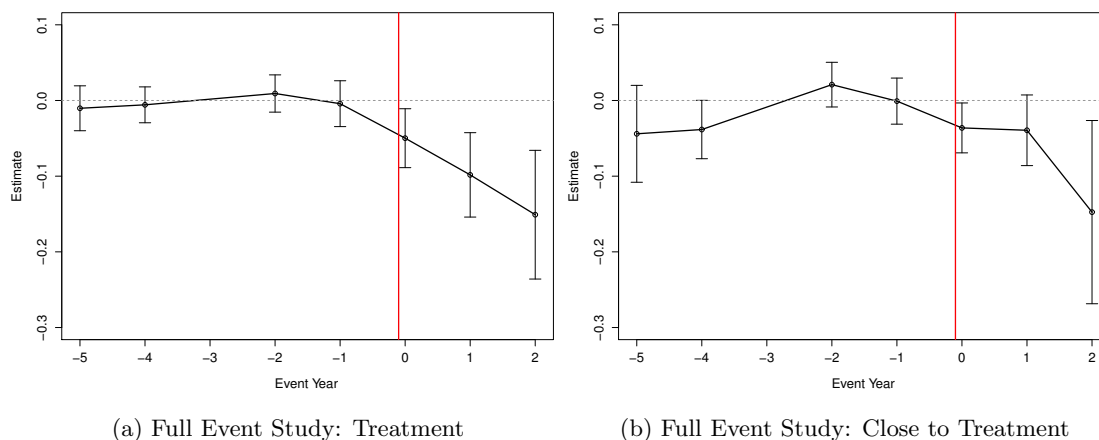 0.1
0.0
−0.1
−0.2
−0.3
Estimate
−5 −4 −3 −2 −1 0 1 2
Event Year
(a) Full Event Study: Treatment
0.1
0.0
−0.1
−0.2
−0.3
Estimate
−5 −4 −3 −2 −1 0 1 2
Event Year
(b) Full Event Study: Close to Treatment